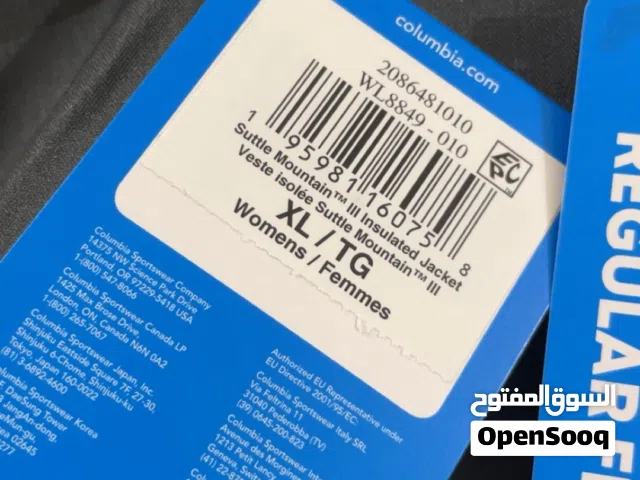 columbia.com
2086481010
WL8849 - 010
EPC
1 95981 16075 8
Suttle Mountain™ III Insulated Jacket
Veste isolée Suttle Mountain™ III
XL / TG
Womens / Femmes
Columbia Sportswear Company
14375 NW Science Park Drive
Portland, OR 97229-5418 USA
1-(800) 547-8066
Columbia Sportswear Canada LP
1425 Max Brose Drive,
London, ON, Canada N6N 0A2
1-(800) 265-7067
Columbia Sportswear Japan, Inc.
Shinjuku Eastside Square 7F, 27-30,
Shinjuku 6-Chome Shinjuku-ku
Tokyo, Japan 160-0022
(81) 3-6892-4600
Columbia Sportswear Korea
Authorized EU Representative under
EU Directive 2001/95/EC:
Columbia Sportswear Italy SRL
Via Feltrina 11
31040 Pederobba (TV)
(39) 0645-200-823
Columbia Sportswear
Avenue des Morgines
1213 Petit Lancy
Geneva,
REGULAR
السوق المفتوح
OpenSooq